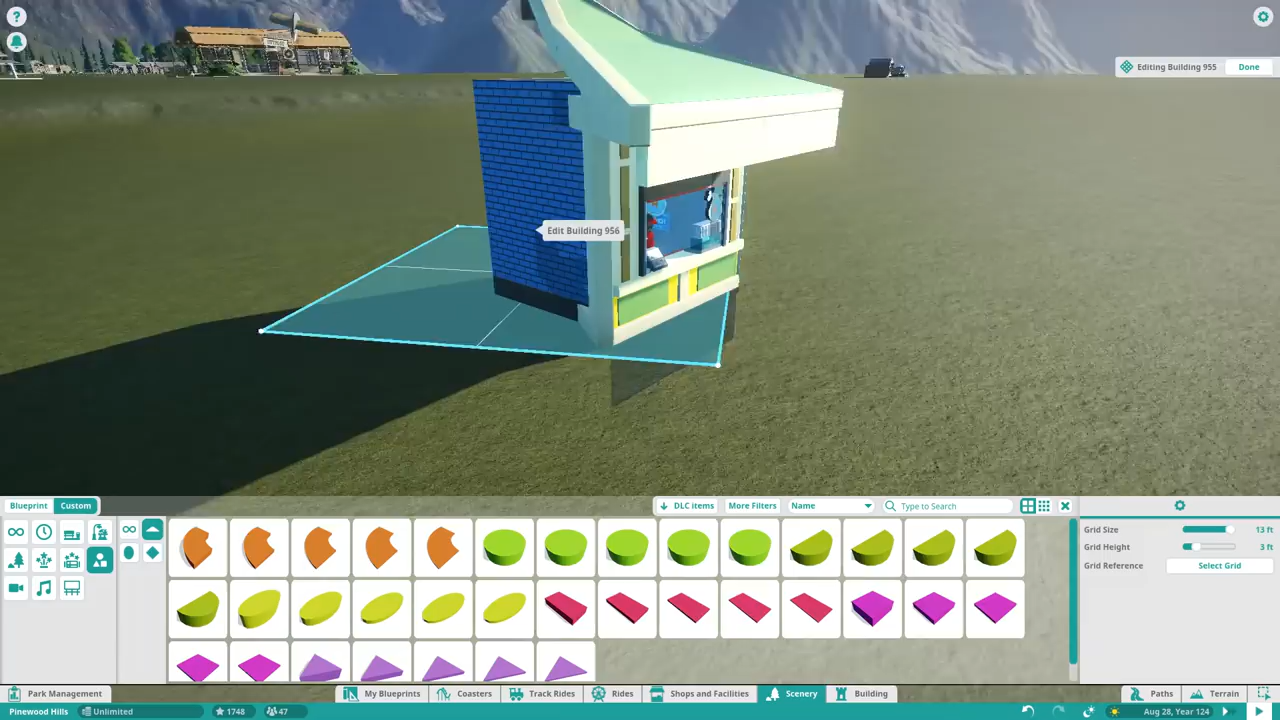 Editing Building 955
Done
Edit Building 956
Blueprint
Custom
DLC items
More Filters
Name
Type to Search
Grid Size
13 ft
Grid Height
3 ft
Grid Reference
Select Grid
Park Management
My Blueprints
Coasters
Track Rides
Rides
Shops and Facilities
Scenery
Building
Paths
Terrain
Pinewood Hills
Unlimited
1748
47
Aug 28, Year 124